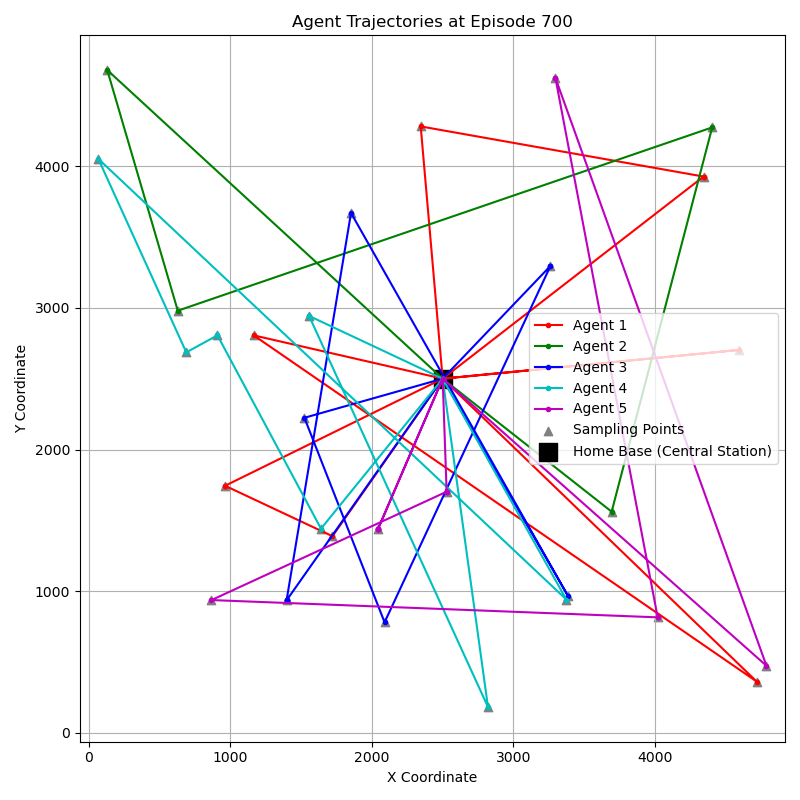 Agent Trajectories at Episode 700
Y Coordinate
4000
3000
2000
1000
0
Agent 1
Agent 2
Agent 3
Agent 4
Agent 5
Sampling Points
Home Base (Central Station)
0 1000 2000 3000 4000
X Coordinate